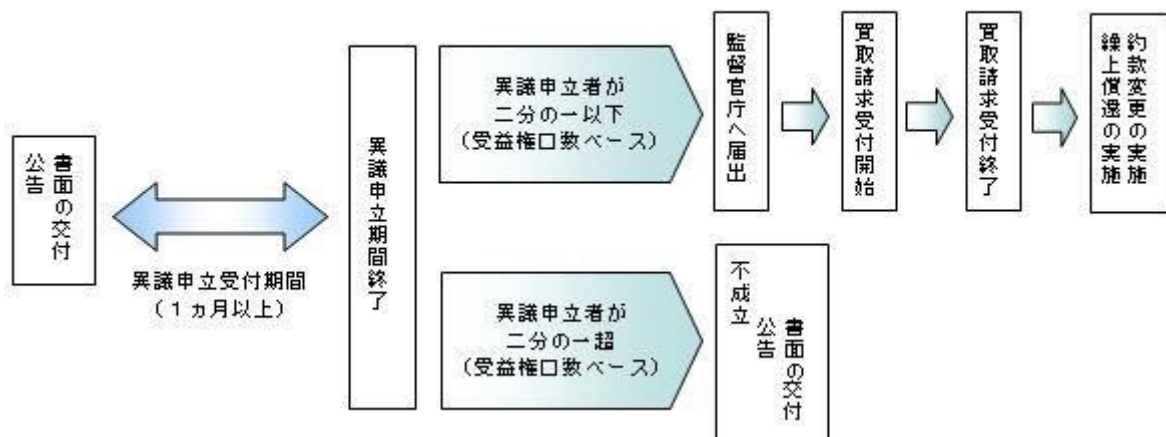 書面の交付
公告
異議申立受付期間
（１ヵ月以上）
異議申立期間終了
異議申立者が
二分の一以下
（受益権口数ベース）
監督官庁へ届出
買取請求受付開始
買取請求受付終了
約款変更の実施
繰上償還の実施
異議申立者が
二分の一超
（受益権口数ベース）
不成立
書面の交付
公告